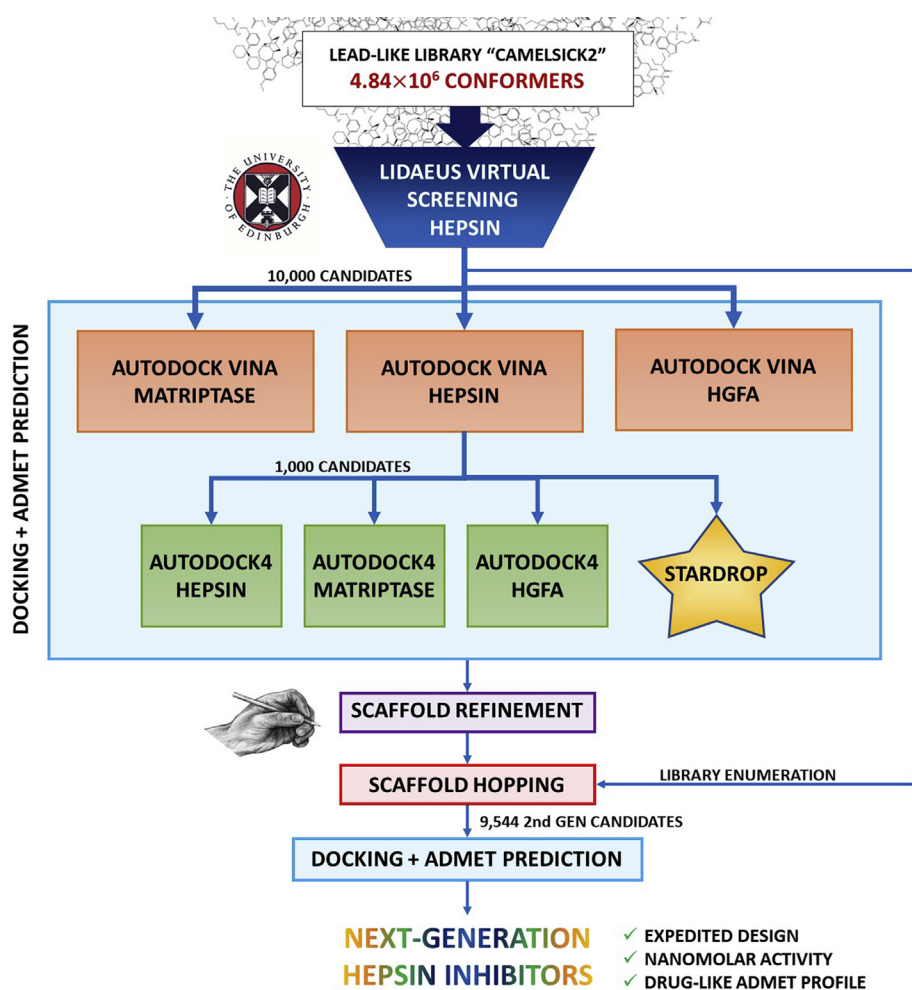 LEAD-LIKE LIBRARY “CAMELSICK2”
4.84×10⁶ CONFORMERS
THE UNIVERSITY OF EDINBURGH
LIDAEUS VIRTUAL
SCREENING
HEPSIN
10,000 CANDIDATES
DOCKING + ADMET PREDICTION
AUTODOCK VINA
MATRIPTASE
AUTODOCK VINA
HEPSIN
AUTODOCK VINA
HGFA
1,000 CANDIDATES
AUTODOCK4
HEPSIN
AUTODOCK4
MATRIPTASE
AUTODOCK4
HGFA
STARDROP
SCAFFOLD REFINEMENT
SCAFFOLD HOPPING
LIBRARY ENUMERATION
9,544 2nd GEN CANDIDATES
DOCKING + ADMET PREDICTION
NEXT-GENERATION
HEPSIN INHIBITORS
✓ EXPEDITED DESIGN
✓ NANOMOLAR ACTIVITY
✓ DRUG-LIKE ADMET PROFILE